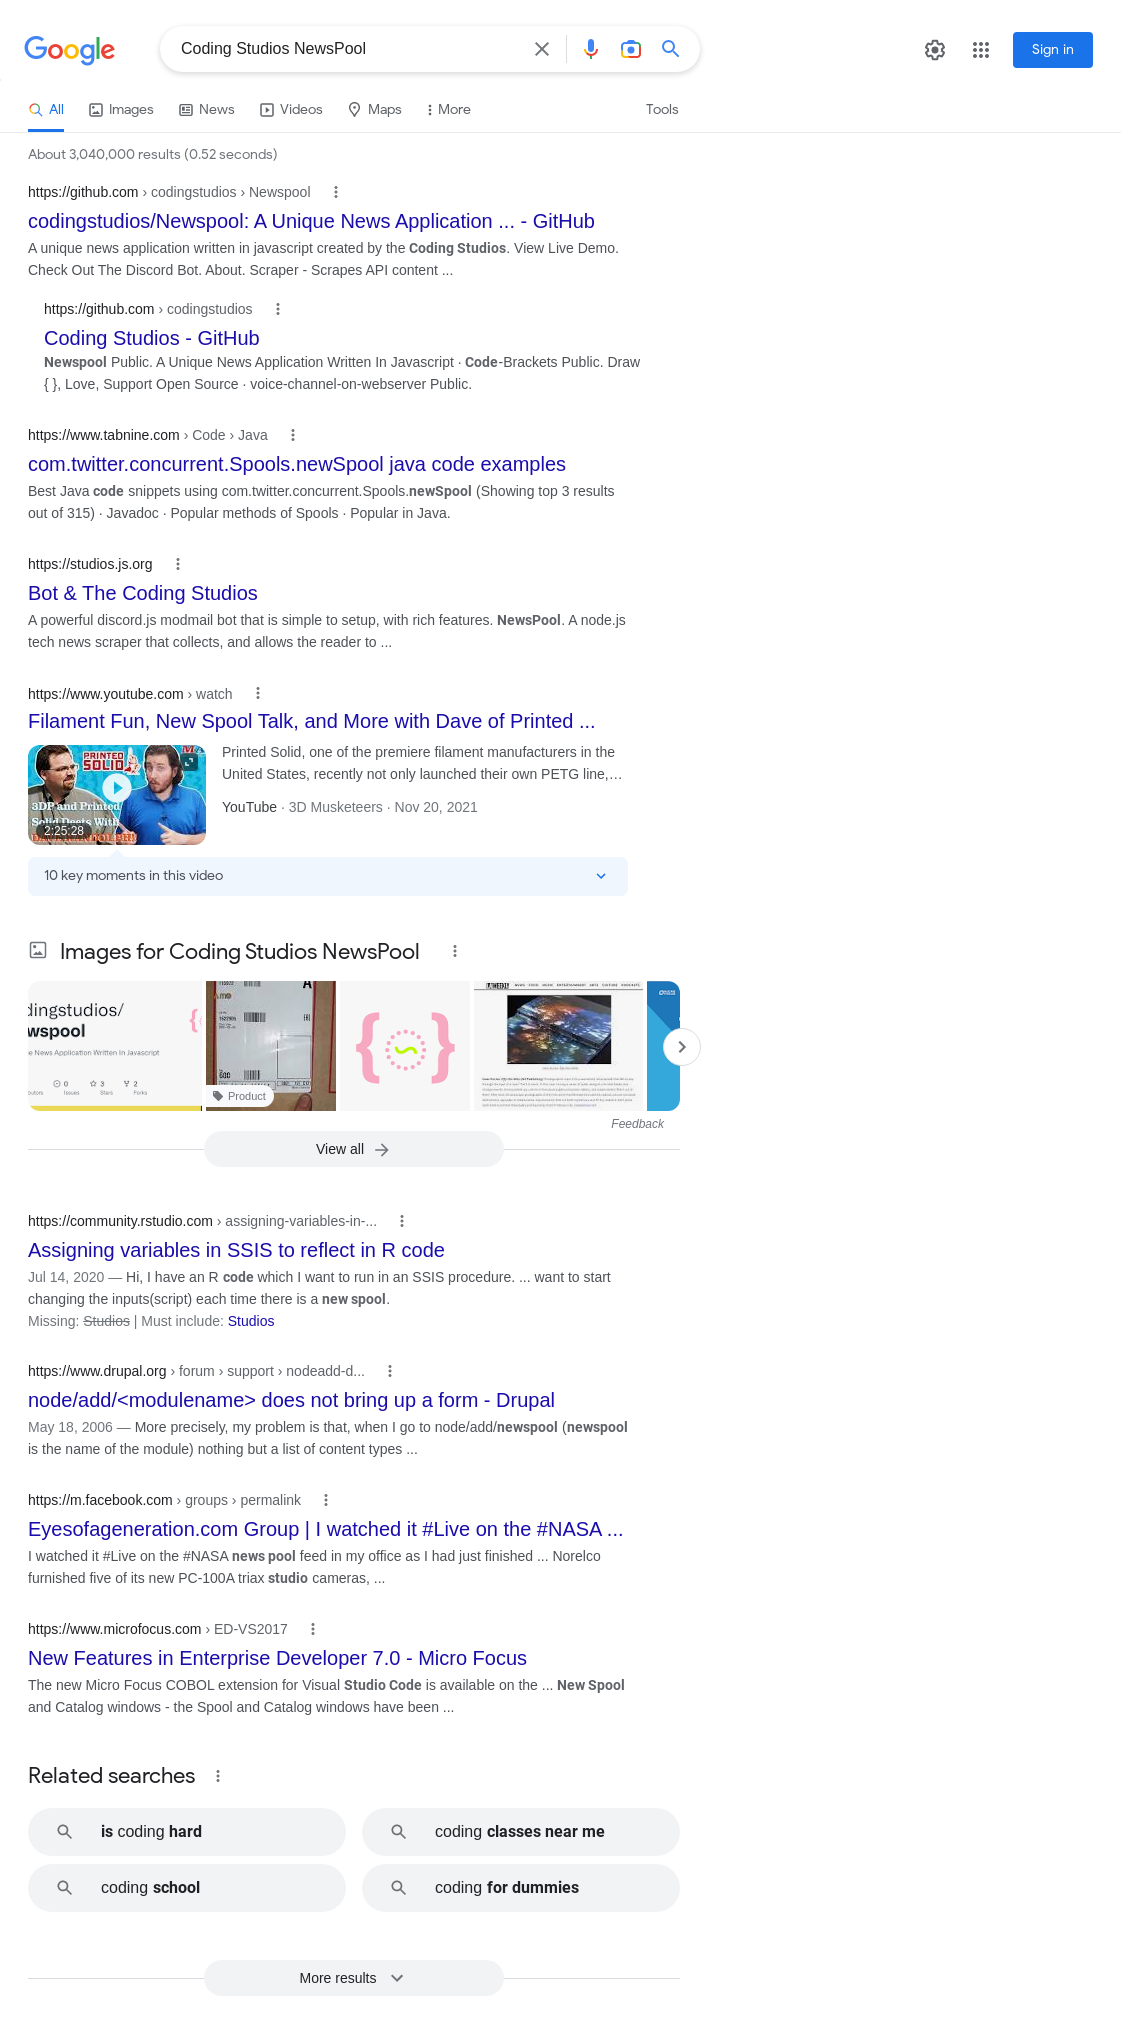 Google
Coding Studios NewsPool
Sign in
All Images News Videos Maps More Tools
About 3,040,000 results (0.52 seconds)
https://github.com › codingstudios › Newspool
codingstudios/Newspool: A Unique News Application ... - GitHub
A unique news application written in javascript created by the Coding Studios. View Live Demo.
Check Out The Discord Bot. About. Scraper - Scrapes API content ...
https://github.com › codingstudios
Coding Studios - GitHub
Newspool Public. A Unique News Application Written In Javascript · Code-Brackets Public. Draw
{ }, Love, Support Open Source · voice-channel-on-webserver Public.
https://www.tabnine.com › Code › Java
com.twitter.concurrent.Spools.newSpool java code examples
Best Java code snippets using com.twitter.concurrent.Spools.newSpool (Showing top 3 results
out of 315) · Javadoc · Popular methods of Spools · Popular in Java.
https://studios.js.org
Bot & The Coding Studios
A powerful discord.js modmail bot that is simple to setup, with rich features. NewsPool. A node.js
tech news scraper that collects, and allows the reader to ...
https://www.youtube.com › watch
Filament Fun, New Spool Talk, and More with Dave of Printed ...
PRINTED
SOLID
3DP and Printed
Solid Deets With
2:25:28
Printed Solid, one of the premiere filament manufacturers in the
United States, recently not only launched their own PETG line,…
YouTube · 3D Musketeers · Nov 20, 2021
10 key moments in this video
Images for Coding Studios NewsPool
dingstudios/
wspool
e News Application Written In Javascript
0 3 2
Issues Stars Forks
Product
WEEKLY
Feedback
View all
https://community.rstudio.com › assigning-variables-in-...
Assigning variables in SSIS to reflect in R code
Jul 14, 2020 — Hi, I have an R code which I want to run in an SSIS procedure. ... want to start
changing the inputs(script) each time there is a new spool.
Missing: Studios | Must include: Studios
https://www.drupal.org › forum › support › nodeadd-d...
node/add/<modulename> does not bring up a form - Drupal
May 18, 2006 — More precisely, my problem is that, when I go to node/add/newspool (newspool
is the name of the module) nothing but a list of content types ...
https://m.facebook.com › groups › permalink
Eyesofageneration.com Group | I watched it #Live on the #NASA ...
I watched it #Live on the #NASA news pool feed in my office as I had just finished ... Norelco
furnished five of its new PC-100A triax studio cameras, ...
https://www.microfocus.com › ED-VS2017
New Features in Enterprise Developer 7.0 - Micro Focus
The new Micro Focus COBOL extension for Visual Studio Code is available on the ... New Spool
and Catalog windows - the Spool and Catalog windows have been ...
Related searches
is coding hard
coding classes near me
coding school
coding for dummies
More results